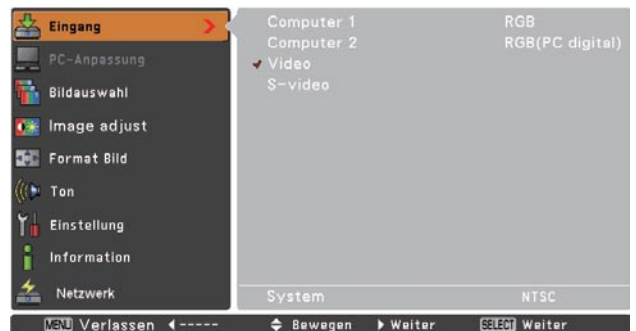 Eingang
PC-Anpassung
Bildauswahl
Image adjust
Format Bild
Ton
Einstellung
Information
Netzwerk
Computer 1 RGB
Computer 2 RGB(PC digital)
Video
S-video
System NTSC
MENU Verlassen ◄----- Bewegen ► Weiter SELECT Weiter